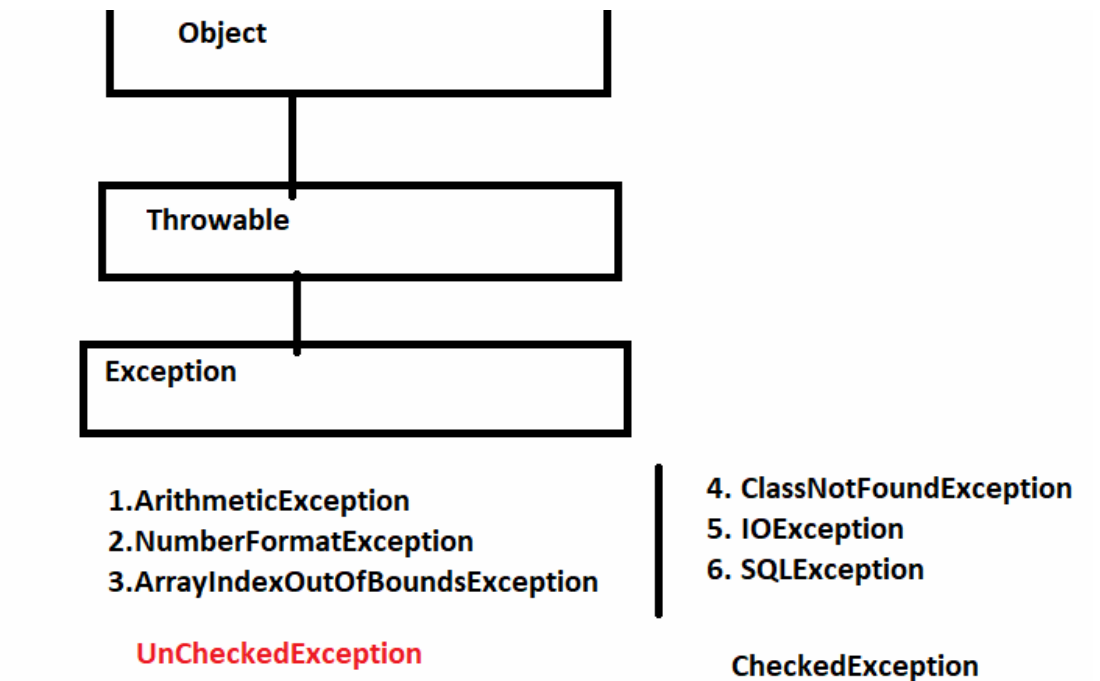 Object
Throwable
Exception
1.ArithmeticException
2.NumberFormatException
3.ArrayIndexOutOfBoundsException
UnCheckedException
4. ClassNotFoundException
5. IOException
6. SQLException
CheckedException